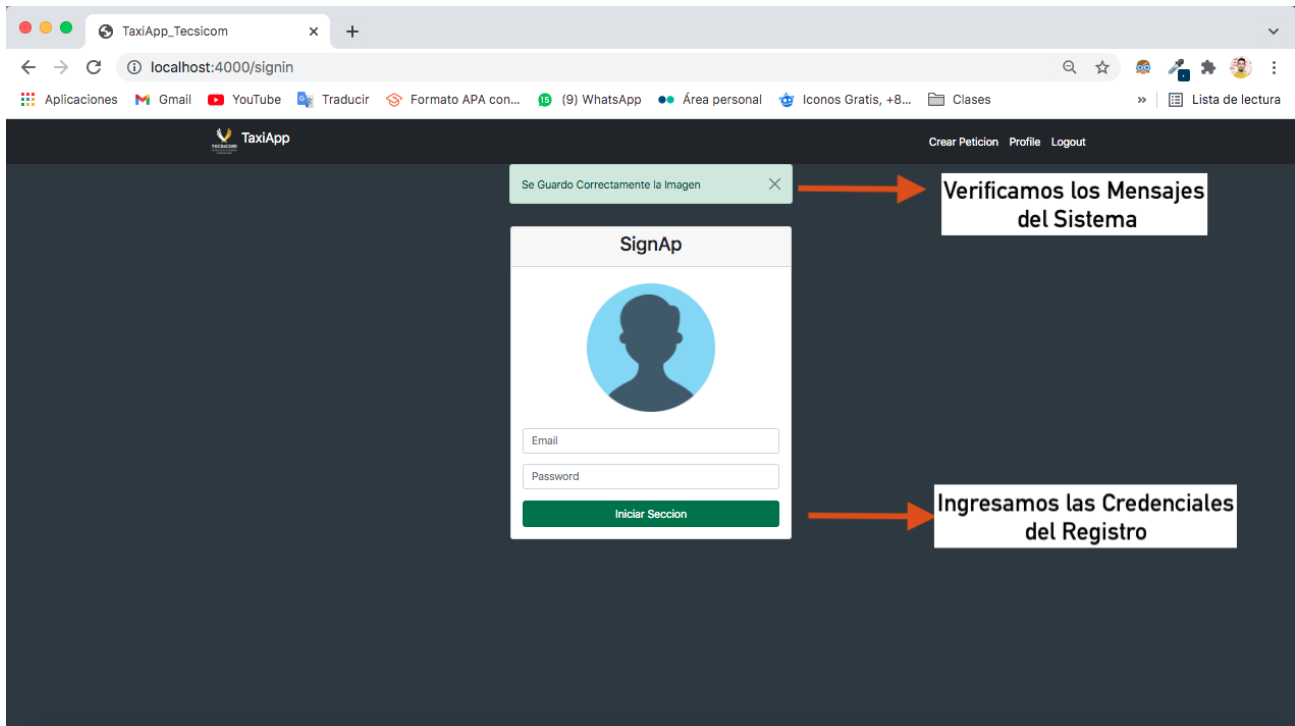 TaxiApp_Tecsicom
localhost:4000/signin
Aplicaciones Gmail YouTube Traducir Formato APA con... (9) WhatsApp Área personal Iconos Gratis, +8... Clases » Lista de lectura
TECSICOM TaxiApp Crear Peticion Profile Logout
Se Guardo Correctamente la Imagen
Verificamos los Mensajes
del Sistema
SignAp
Email
Password
Iniciar Seccion
Ingresamos las Credenciales
del Registro